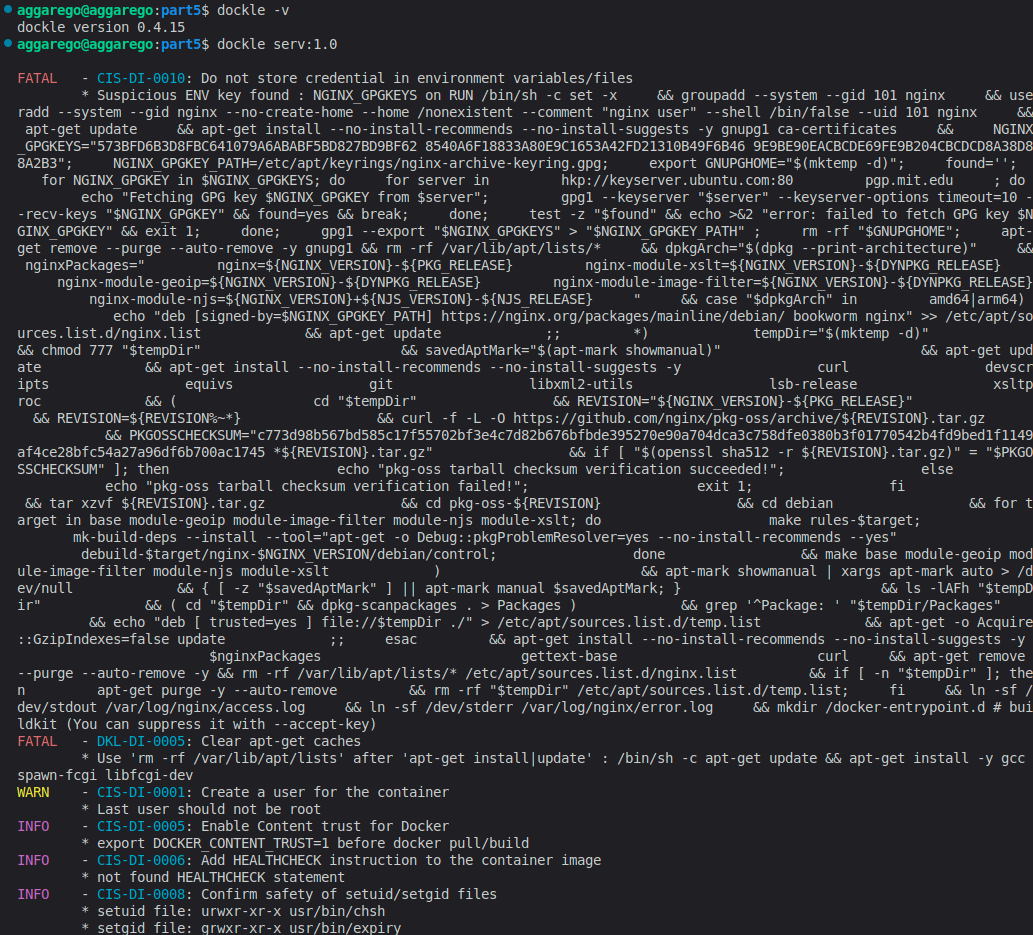 aggarego@aggarego:part5$ dockle -v
dockle version 0.4.15
aggarego@aggarego:part5$ dockle serv:1.0
FATAL   - CIS-DI-0010: Do not store credential in environment variables/files
        * Suspicious ENV key found : NGINX_GPGKEYS on RUN /bin/sh -c set -x     && groupadd --system --gid 101 nginx     && use
radd --system --gid nginx --no-create-home --home /nonexistent --comment "nginx user" --shell /bin/false --uid 101 nginx     &&
 apt-get update     && apt-get install --no-install-recommends --no-install-suggests -y gnupg1 ca-certificates     &&     NGINX
_GPGKEYS="573BFD6B3D8FBC641079A6ABABF5BD827BD9BF62 8540A6F18833A80E9C1653A42FD21310B49F6B46 9E9BE90EACBCDE69FE9B204CBCDCD8A38D8
8A2B3";     NGINX_GPGKEY_PATH=/etc/apt/keyrings/nginx-archive-keyring.gpg;     export GNUPGHOME="$(mktemp -d)";     found='';
   for NGINX_GPGKEY in $NGINX_GPGKEYS; do     for server in         hkp://keyserver.ubuntu.com:80         pgp.mit.edu     ; do
        echo "Fetching GPG key $NGINX_GPGKEY from $server";         gpg1 --keyserver "$server" --keyserver-options timeout=10 -
-recv-keys "$NGINX_GPGKEY" && found=yes && break;     done;     test -z "$found" && echo >&2 "error: failed to fetch GPG key $N
GINX_GPGKEY" && exit 1;     done;     gpg1 --export "$NGINX_GPGKEYS" > "$NGINX_GPGKEY_PATH" ;     rm -rf "$GNUPGHOME";     apt-
get remove --purge --auto-remove -y gnupg1 && rm -rf /var/lib/apt/lists/*     && dpkgArch="$(dpkg --print-architecture)"     &&
 nginxPackages="         nginx=${NGINX_VERSION}-${PKG_RELEASE}         nginx-module-xslt=${NGINX_VERSION}-${DYNPKG_RELEASE}
     nginx-module-geoip=${NGINX_VERSION}-${DYNPKG_RELEASE}         nginx-module-image-filter=${NGINX_VERSION}-${DYNPKG_RELEASE}
         nginx-module-njs=${NGINX_VERSION}+${NJS_VERSION}-${NJS_RELEASE}     "     && case "$dpkgArch" in         amd64|arm64)
            echo "deb [signed-by=$NGINX_GPGKEY_PATH] https://nginx.org/packages/mainline/debian/ bookworm nginx" >> /etc/apt/so
urces.list.d/nginx.list             && apt-get update             ;;         *)             tempDir="$(mktemp -d)"
&& chmod 777 "$tempDir"                         && savedAptMark="$(apt-mark showmanual)"                         && apt-get upd
ate             && apt-get install --no-install-recommends --no-install-suggests -y                 curl                 devscr
ipts                 equivs                 git                 libxml2-utils                 lsb-release                 xsltp
roc             && (                 cd "$tempDir"                 && REVISION="${NGINX_VERSION}-${PKG_RELEASE}"
  && REVISION=${REVISION%~*}                 && curl -f -L -O https://github.com/nginx/pkg-oss/archive/${REVISION}.tar.gz
           && PKGOSSCHECKSUM="c773d98b567bd585c17f55702bf3e4c7d82b676bfbde395270e90a704dca3c758dfe0380b3f01770542b4fd9bed1f1149
af4ce28bfc54a27a96df6b700ac1745 *${REVISION}.tar.gz"                 && if [ "$(openssl sha512 -r ${REVISION}.tar.gz)" = "$PKGO
SSCHECKSUM" ]; then                     echo "pkg-oss tarball checksum verification succeeded!";                 else
           echo "pkg-oss tarball checksum verification failed!";                     exit 1;                 fi
 && tar xzvf ${REVISION}.tar.gz                 && cd pkg-oss-${REVISION}                 && cd debian                 && for t
arget in base module-geoip module-image-filter module-njs module-xslt; do                     make rules-$target;
       mk-build-deps --install --tool="apt-get -o Debug::pkgProblemResolver=yes --no-install-recommends --yes"
        debuild-$target/nginx-$NGINX_VERSION/debian/control;                 done                 && make base module-geoip mod
ule-image-filter module-njs module-xslt             )                         && apt-mark showmanual | xargs apt-mark auto > /d
ev/null             && { [ -z "$savedAptMark" ] || apt-mark manual $savedAptMark; }                         && ls -lAFh "$tempD
ir"             && ( cd "$tempDir" && dpkg-scanpackages . > Packages )             && grep '^Package: ' "$tempDir/Packages"
         && echo "deb [ trusted=yes ] file://$tempDir ./" > /etc/apt/sources.list.d/temp.list             && apt-get -o Acquire
::GzipIndexes=false update             ;;     esac         && apt-get install --no-install-recommends --no-install-suggests -y
                        $nginxPackages                         gettext-base                         curl     && apt-get remove
--purge --auto-remove -y && rm -rf /var/lib/apt/lists/* /etc/apt/sources.list.d/nginx.list         && if [ -n "$tempDir" ]; the
n         apt-get purge -y --auto-remove         && rm -rf "$tempDir" /etc/apt/sources.list.d/temp.list;     fi     && ln -sf /
dev/stdout /var/log/nginx/access.log     && ln -sf /dev/stderr /var/log/nginx/error.log     && mkdir /docker-entrypoint.d # bui
ldkit (You can suppress it with --accept-key)
FATAL   - DKL-DI-0005: Clear apt-get caches
        * Use 'rm -rf /var/lib/apt/lists' after 'apt-get install|update' : /bin/sh -c apt-get update && apt-get install -y gcc
spawn-fcgi libfcgi-dev
WARN    - CIS-DI-0001: Create a user for the container
        * Last user should not be root
INFO    - CIS-DI-0005: Enable Content trust for Docker
        * export DOCKER_CONTENT_TRUST=1 before docker pull/build
INFO    - CIS-DI-0006: Add HEALTHCHECK instruction to the container image
        * not found HEALTHCHECK statement
INFO    - CIS-DI-0008: Confirm safety of setuid/setgid files
        * setuid file: urwxr-xr-x usr/bin/chsh
        * setgid file: grwxr-xr-x usr/bin/expiry